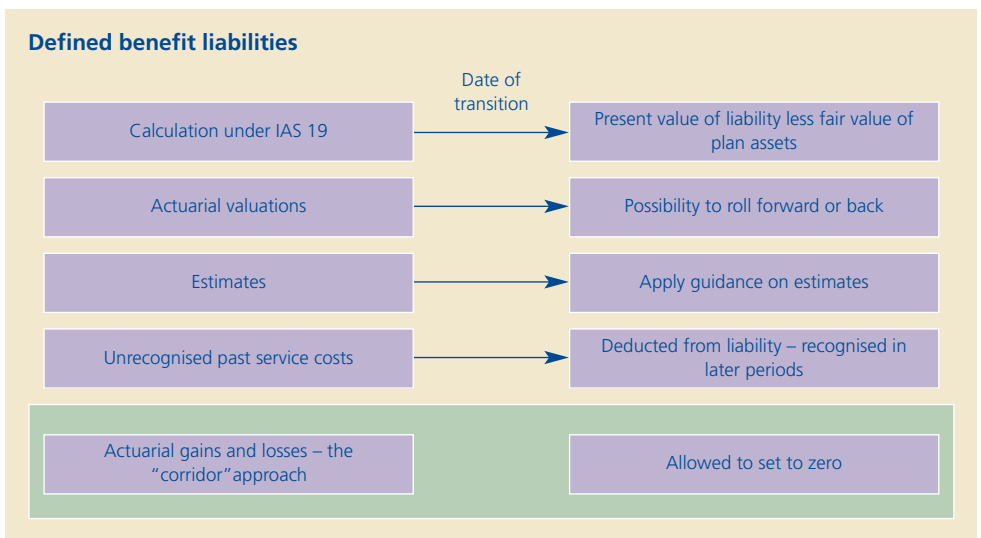 Defined benefit liabilities
Date of
transition
Calculation under IAS 19
Present value of liability less fair value of
plan assets
Actuarial valuations
Possibility to roll forward or back
Estimates
Apply guidance on estimates
Unrecognised past service costs
Deducted from liability – recognised in
later periods
Actuarial gains and losses – the
“corridor”approach
Allowed to set to zero